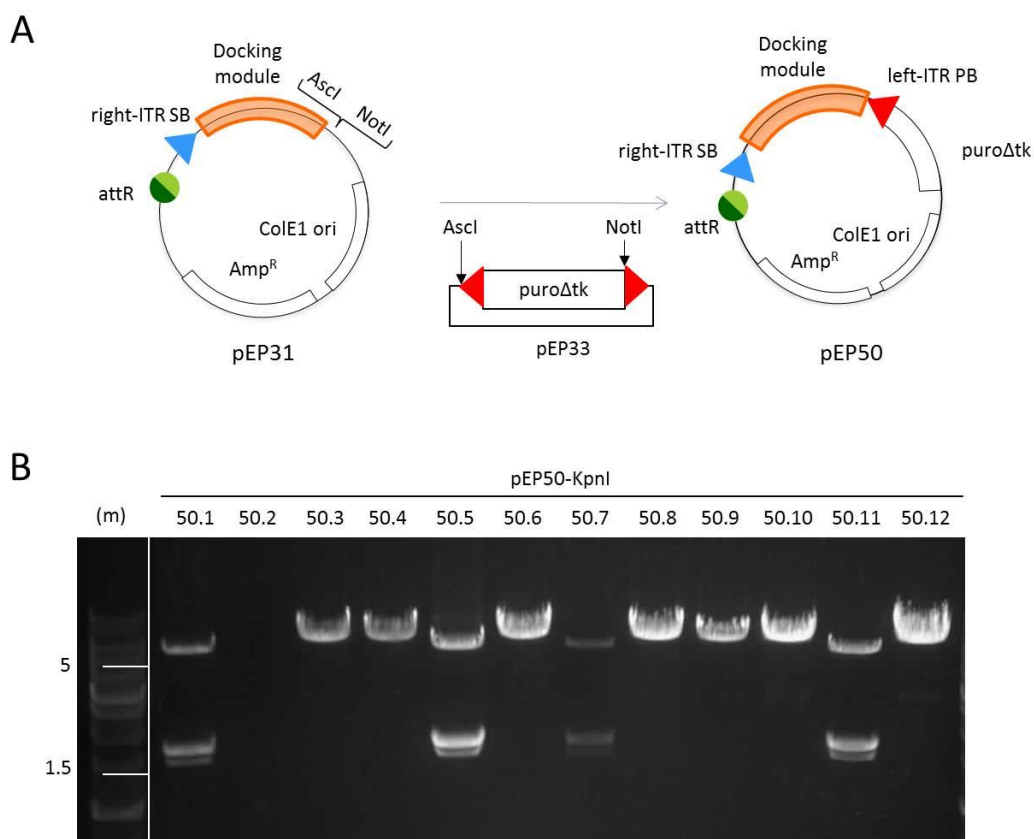 A
Docking
module
AscI
NotI
right-ITR SB
attR
ColE1 ori
Amp^R
pEP31
AscI
NotI
puroΔtk
pEP33
Docking
module
left-ITR PB
right-ITR SB
puroΔtk
attR
ColE1 ori
Amp^R
pEP50
B
pEP50-KpnI
(m) 50.1 50.2 50.3 50.4 50.5 50.6 50.7 50.8 50.9 50.10 50.11 50.12
5
1.5